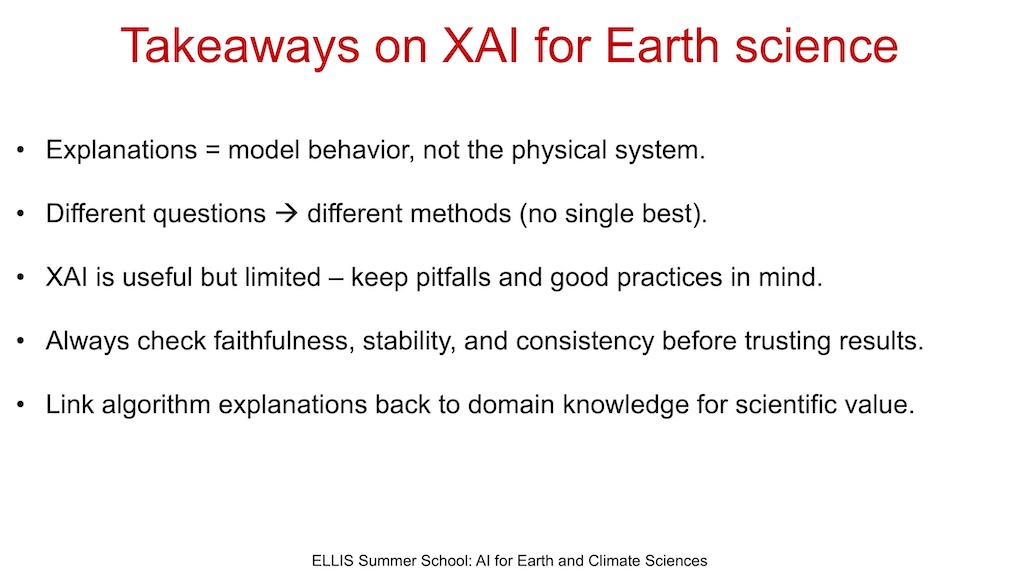 Takeaways on XAI for Earth science
• Explanations = model behavior, not the physical system.
• Different questions → different methods (no single best).
• XAI is useful but limited – keep pitfalls and good practices in mind.
• Always check faithfulness, stability, and consistency before trusting results.
• Link algorithm explanations back to domain knowledge for scientific value.
ELLIS Summer School: AI for Earth and Climate Sciences